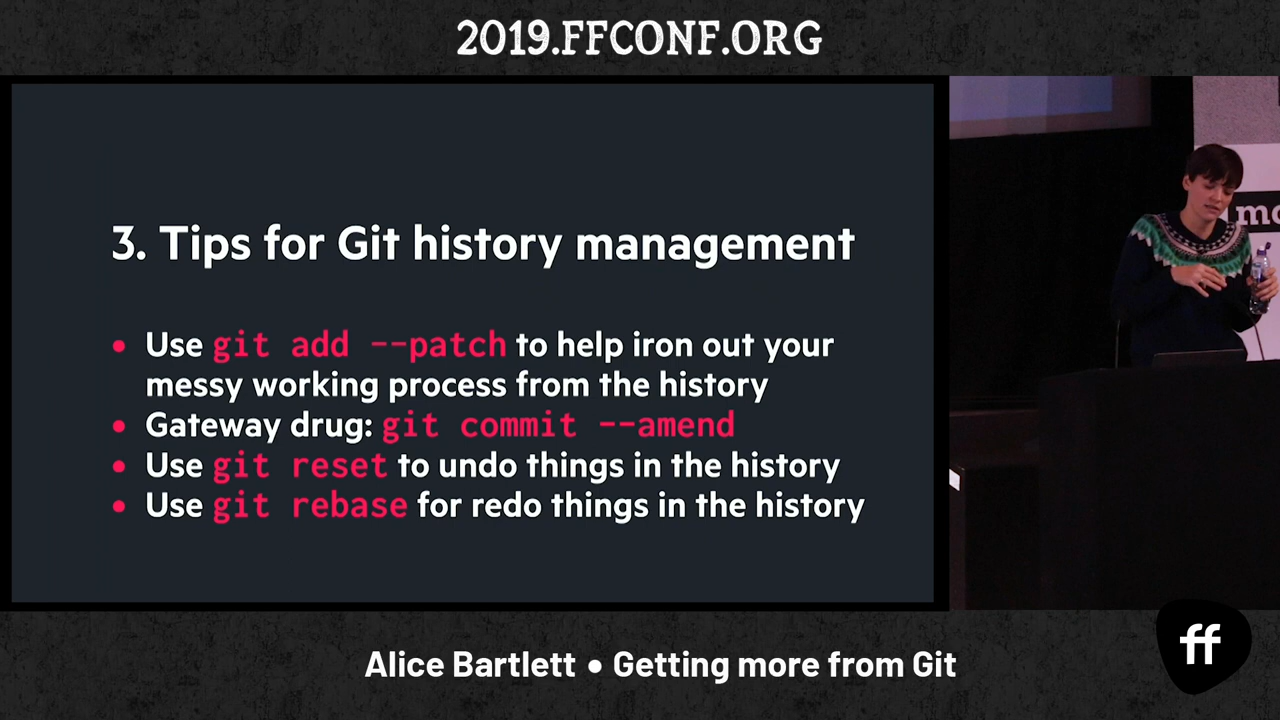 2019.FFCONF.ORG
3. Tips for Git history management
• Use git add --patch to help iron out your
messy working process from the history
• Gateway drug: git commit --amend
• Use git reset to undo things in the history
• Use git rebase for redo things in the history
mo
ff
Alice Bartlett • Getting more from Git